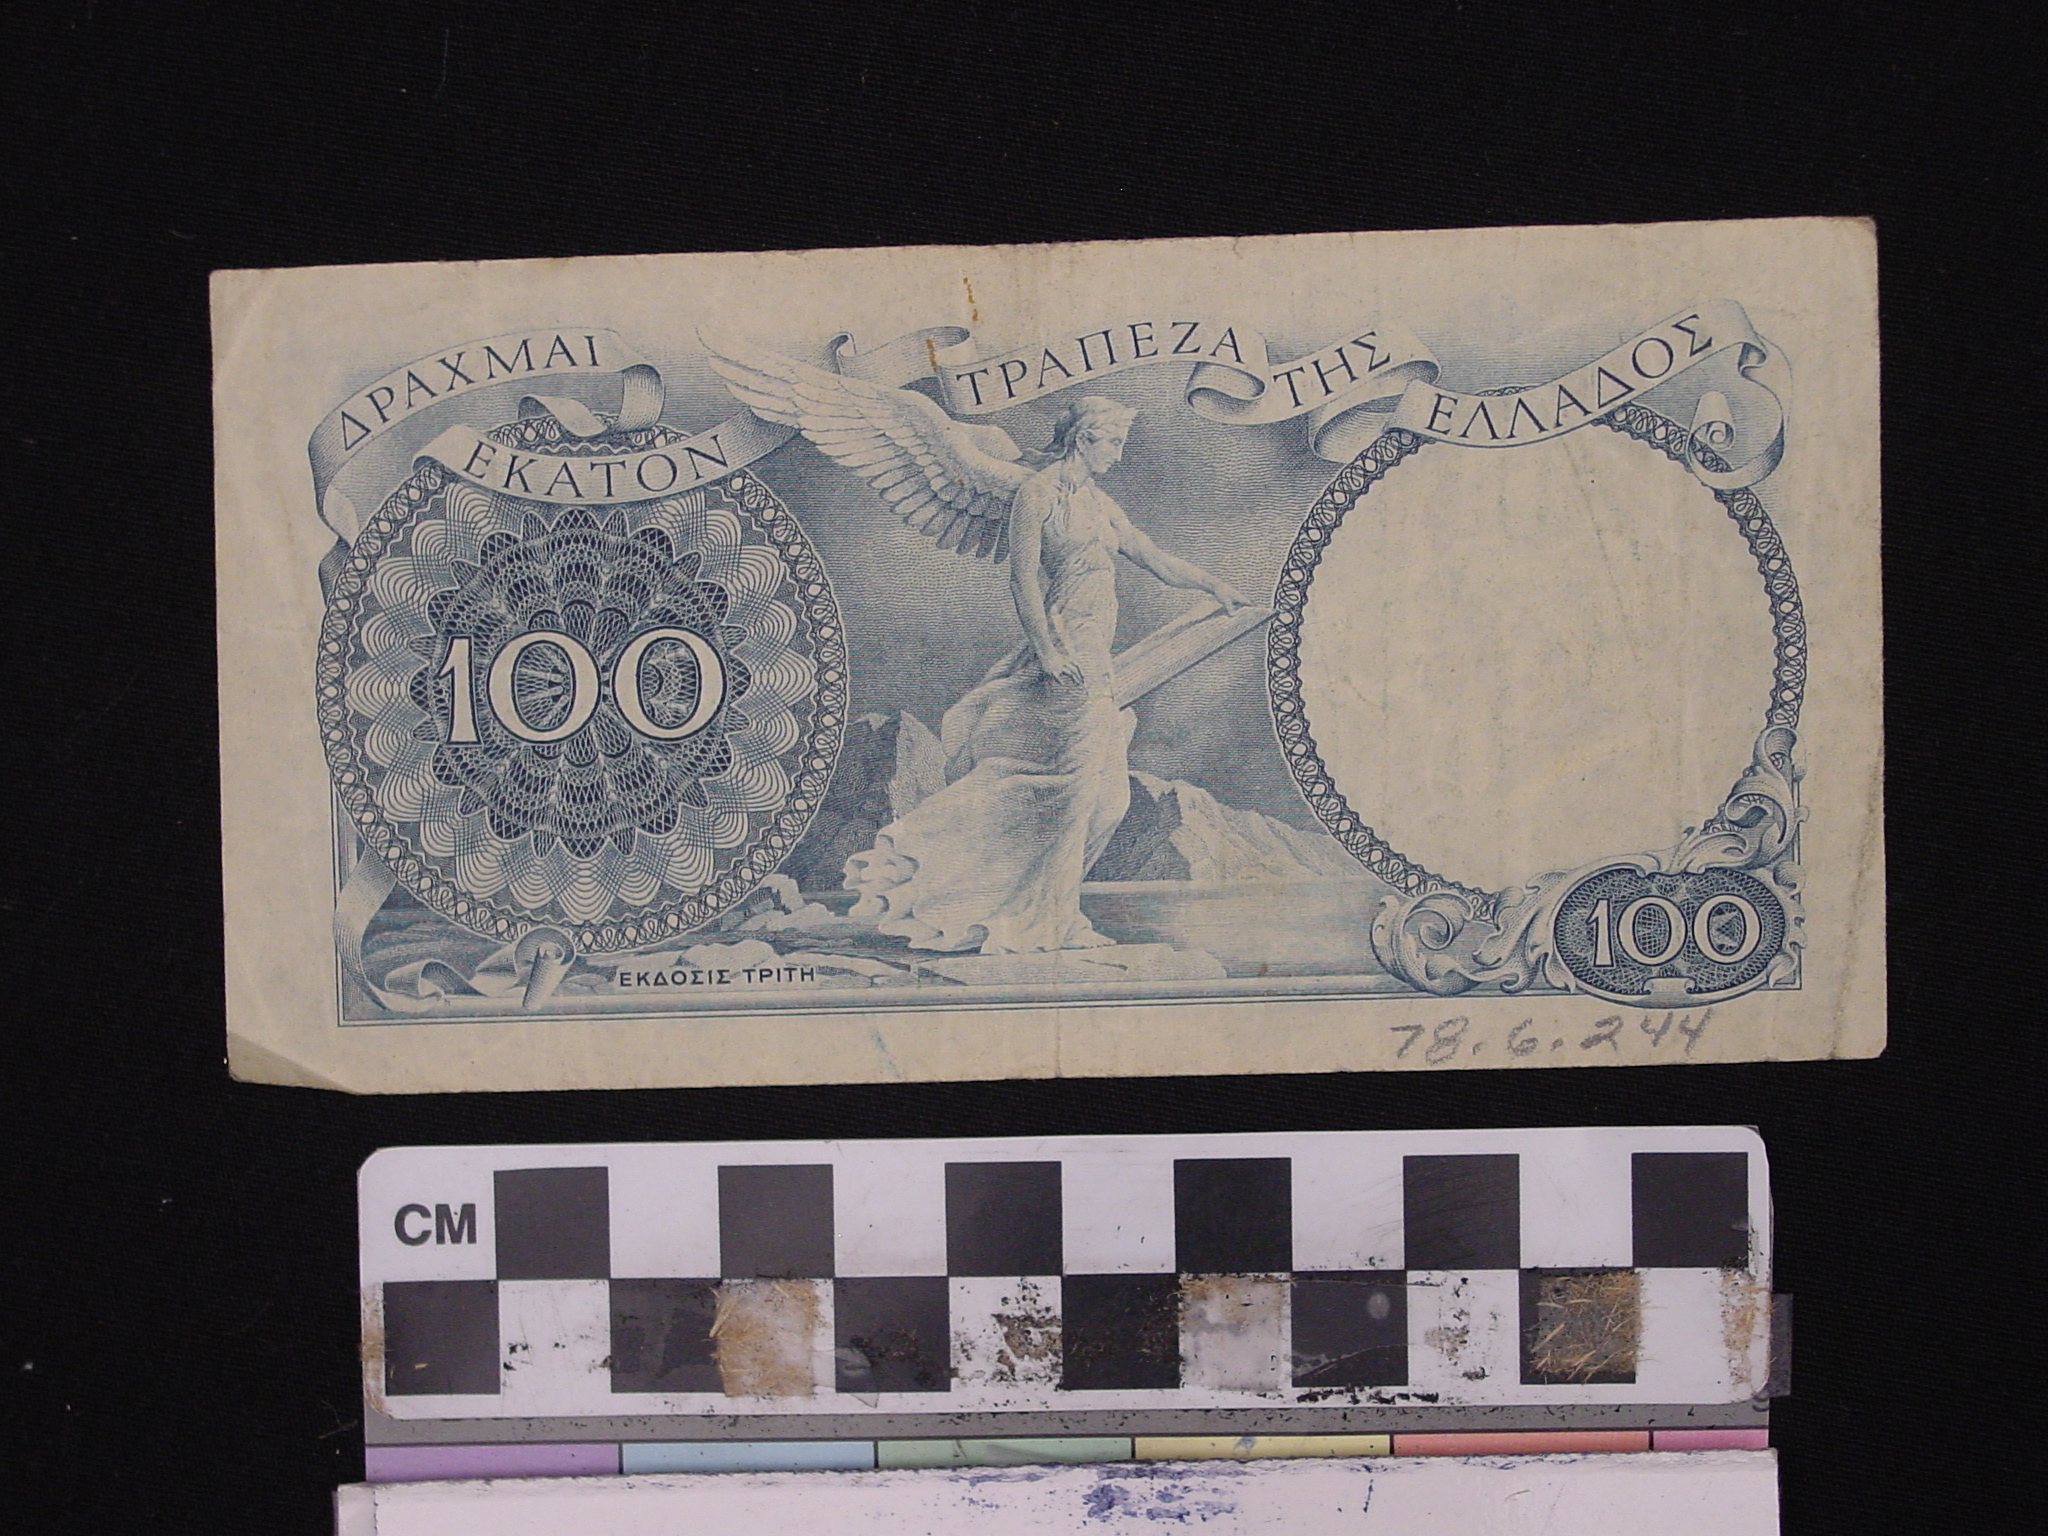 ΔΡΑΧΜΑΙ
ΕΚΑΤΟΝ
ΤΡΑΠΕΖΑ ΤΗΣ ΕΛΛΑΔΟΣ
100
100
ΕΚΔΟΣΙΣ ΤΡΙΤΗ
78.6.244
CM